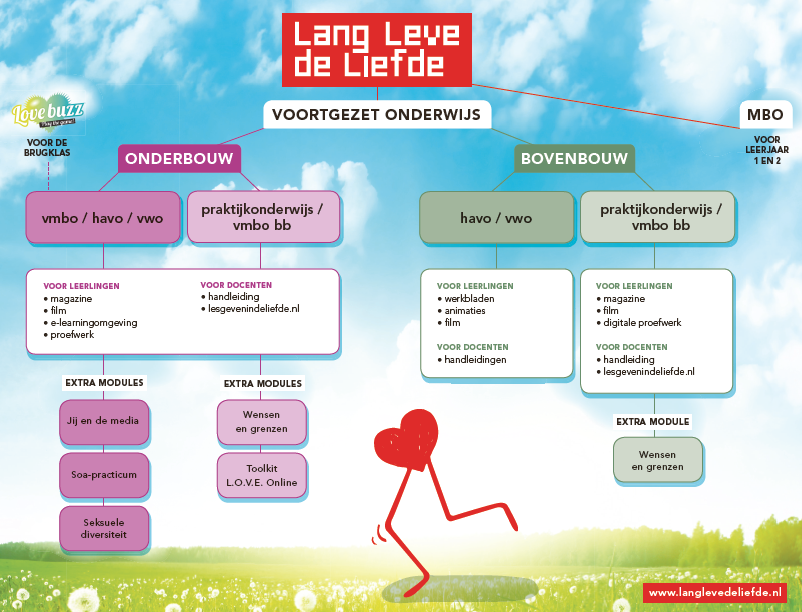 Lang Leve
de Liefde
Lovebuzz
Play the game!
VOOR DE
BRUGKLAS
VOORTGEZET ONDERWIJS
MBO
VOOR
LEERJAAR
1 EN 2
ONDERBOUW
BOVENBOUW
vmbo / havo / vwo
praktijkonderwijs /
vmbo bb
havo / vwo
praktijkonderwijs /
vmbo bb
VOOR LEERLINGEN
• magazine
• film
• e-learningomgeving
• proefwerk
VOOR DOCENTEN
• handleiding
• lesgevenindeliefde.nl
VOOR LEERLINGEN
• werkbladen
• animaties
• film
VOOR DOCENTEN
• handleidingen
VOOR LEERLINGEN
• magazine
• film
• digitale proefwerk
VOOR DOCENTEN
• handleiding
• lesgevenindeliefde.nl
EXTRA MODULES
Jij en de media
Soa-practicum
Seksuele
diversiteit
EXTRA MODULES
Wensen
en grenzen
Toolkit
L.O.V.E. Online
EXTRA MODULE
Wensen
en grenzen
www.langlevedeliefde.nl